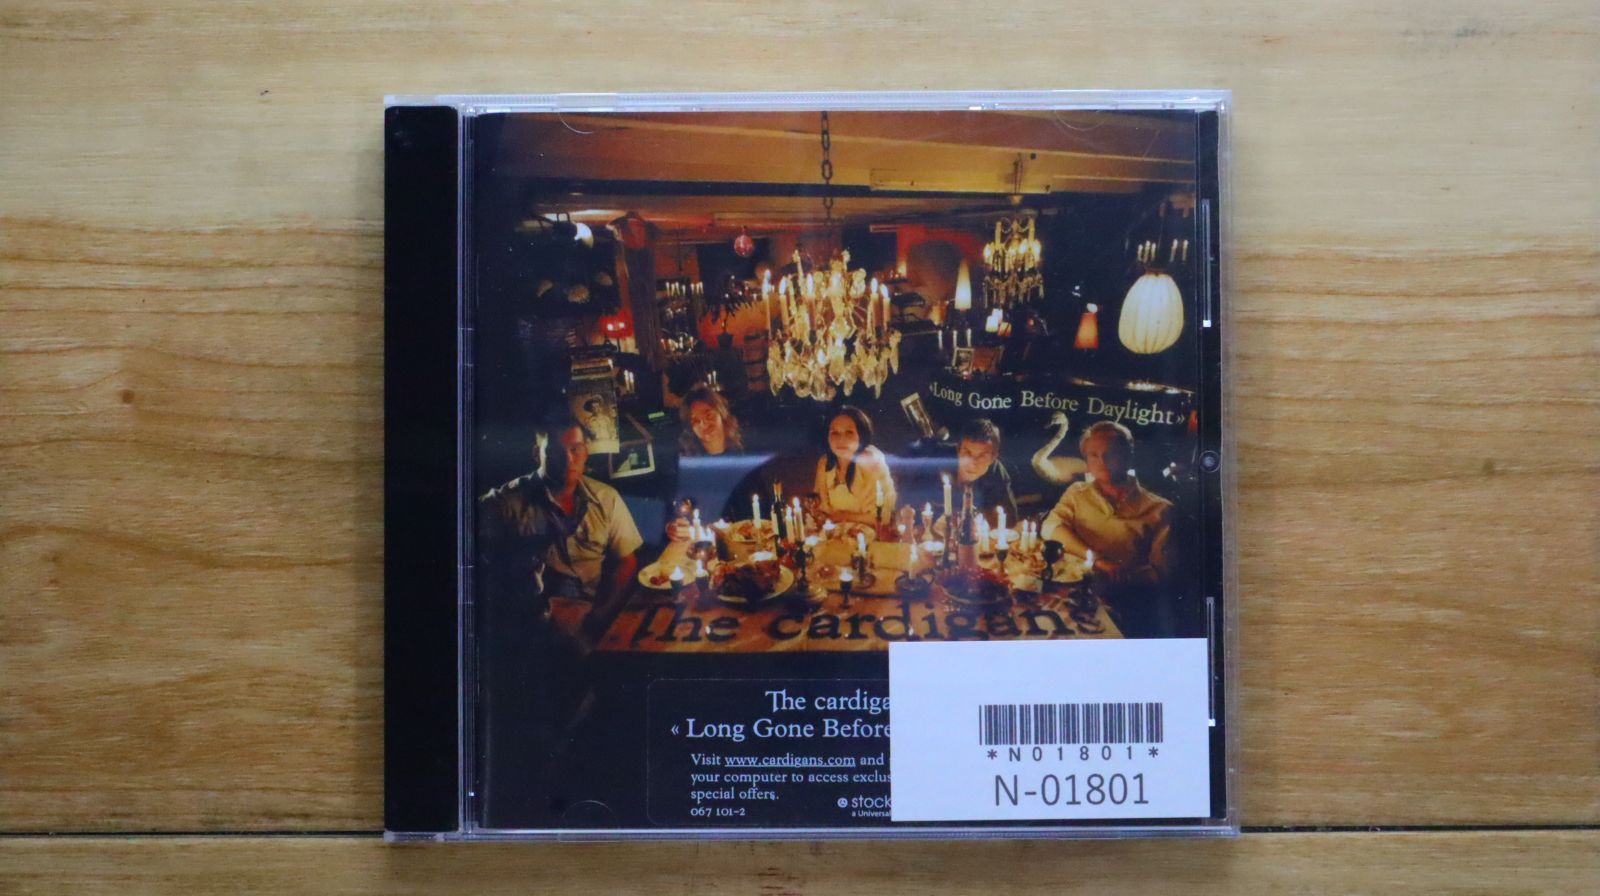 «Long Gone Before Daylight»
The cardigans
The cardiga
« Long Gone Before
Visit www.cardigans.com and
your computer to access exclus
special offers.
067 101-2
stock
a Universal
*N01801*
N-01801